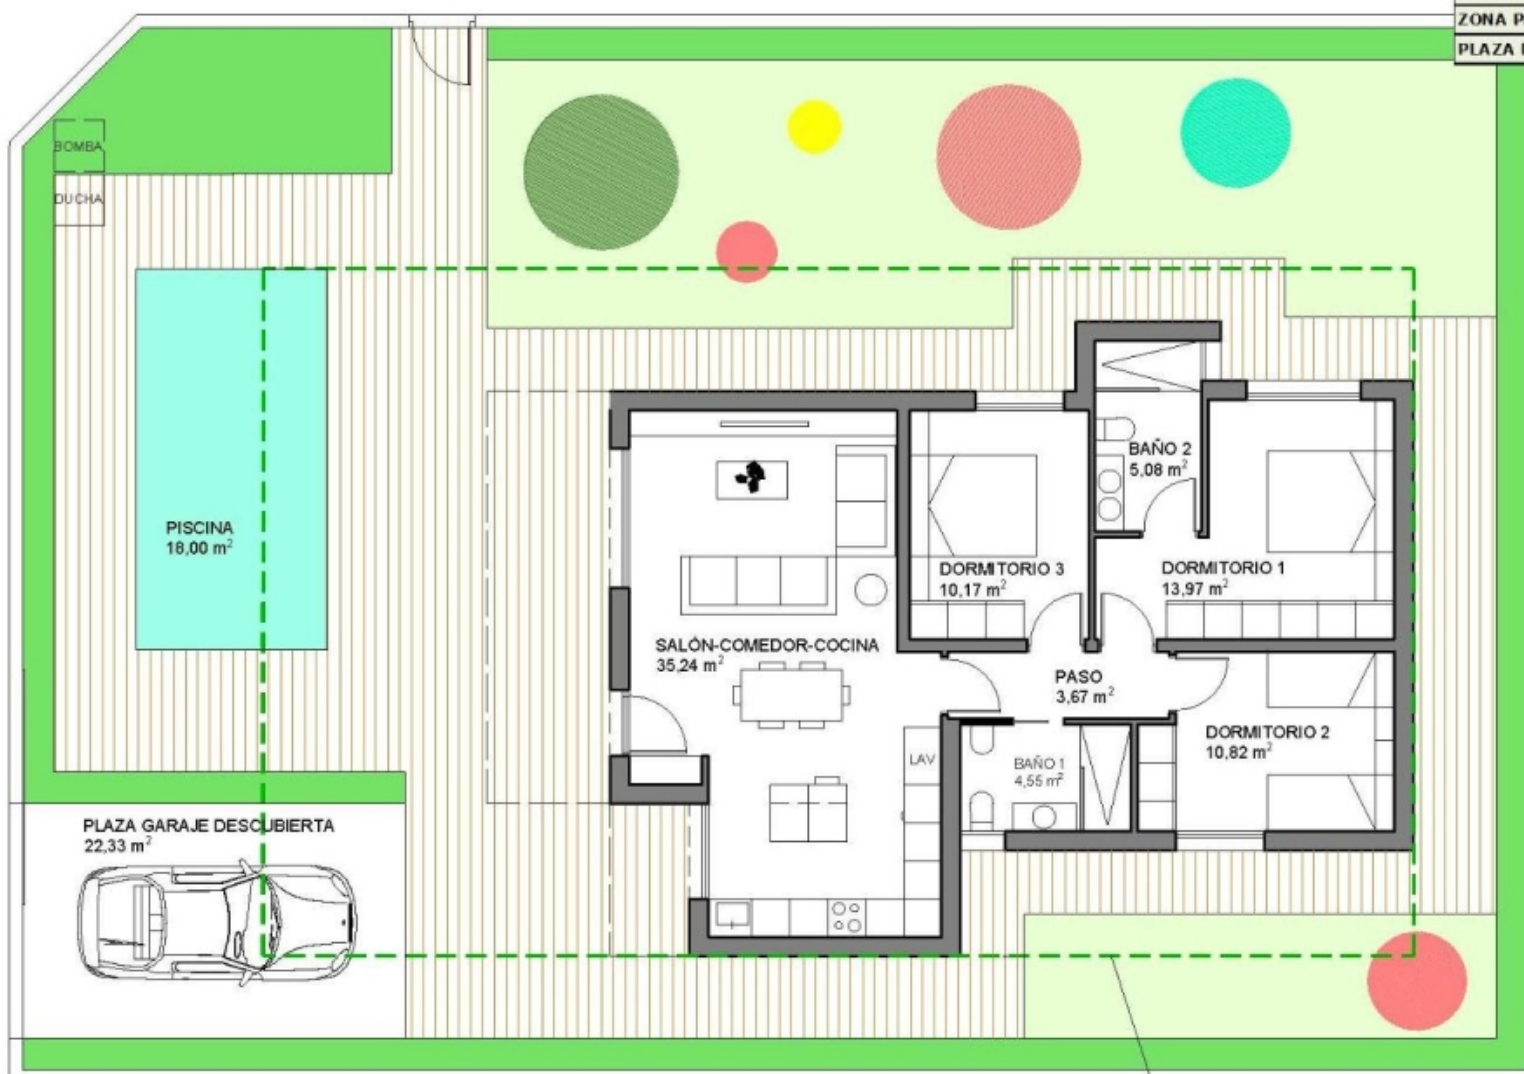 ZONA P
PLAZA
BOMBA
DUCHA
PISCINA
18,00 m²
BAÑO 2
5,08 m²
DORMITORIO 3
10,17 m²
DORMITORIO 1
13,97 m²
SALÓN-COMEDOR-COCINA
35,24 m²
PASO
3,67 m²
DORMITORIO 2
10,82 m²
LAV
BAÑO 1
4,55 m²
PLAZA GARAJE DESCUBIERTA
22,33 m²